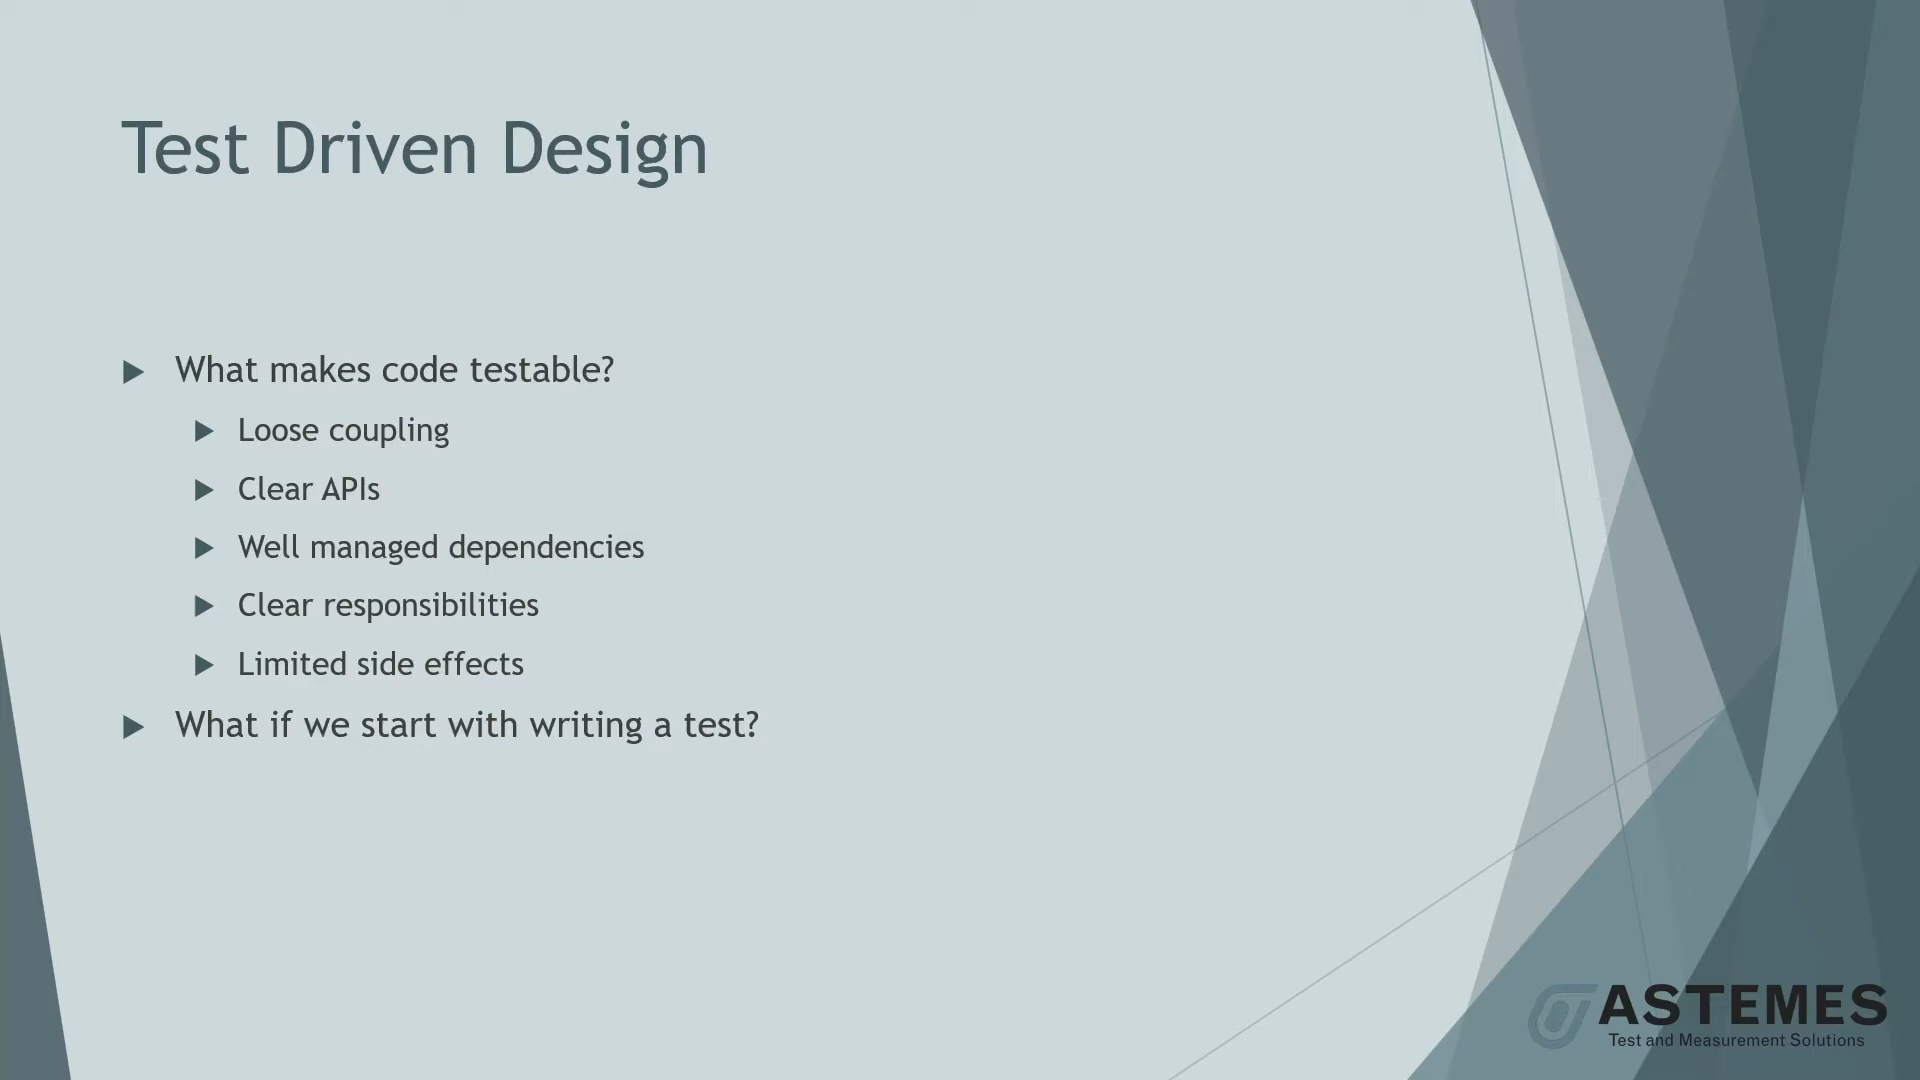 Test Driven Design
What makes code testable?
Loose coupling
Clear APIs
Well managed dependencies
Clear responsibilities
Limited side effects
What if we start with writing a test?
ASTEMES
Test and Measurement Solutions